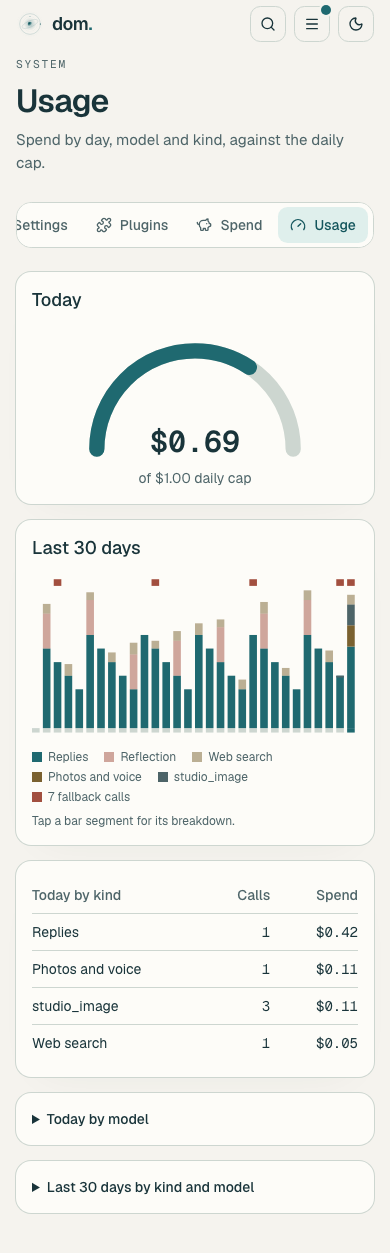 dom.
SYSTEM
Usage
Spend by day, model and kind, against the daily
cap.
Settings Plugins Spend Usage
Today
$0.69
of $1.00 daily cap
Last 30 days
Replies Reflection Web search
Photos and voice studio_image
7 fallback calls
Tap a bar segment for its breakdown.
Today by kind Calls Spend
Replies 1 $0.42
Photos and voice 1 $0.11
studio_image 3 $0.11
Web search 1 $0.05
Today by model
Last 30 days by kind and model